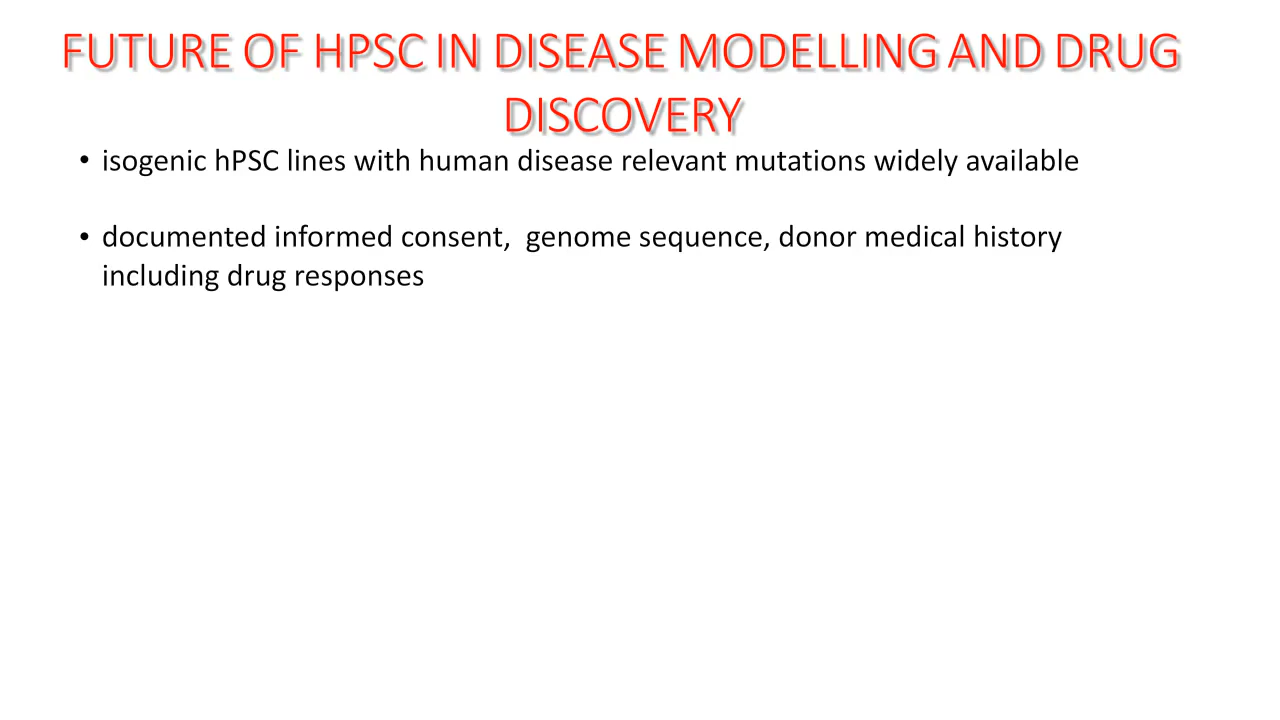 FUTURE OF HPSC IN DISEASE MODELLING AND DRUG
DISCOVERY
• isogenic hPSC lines with human disease relevant mutations widely available
• documented informed consent,  genome sequence, donor medical history
including drug responses